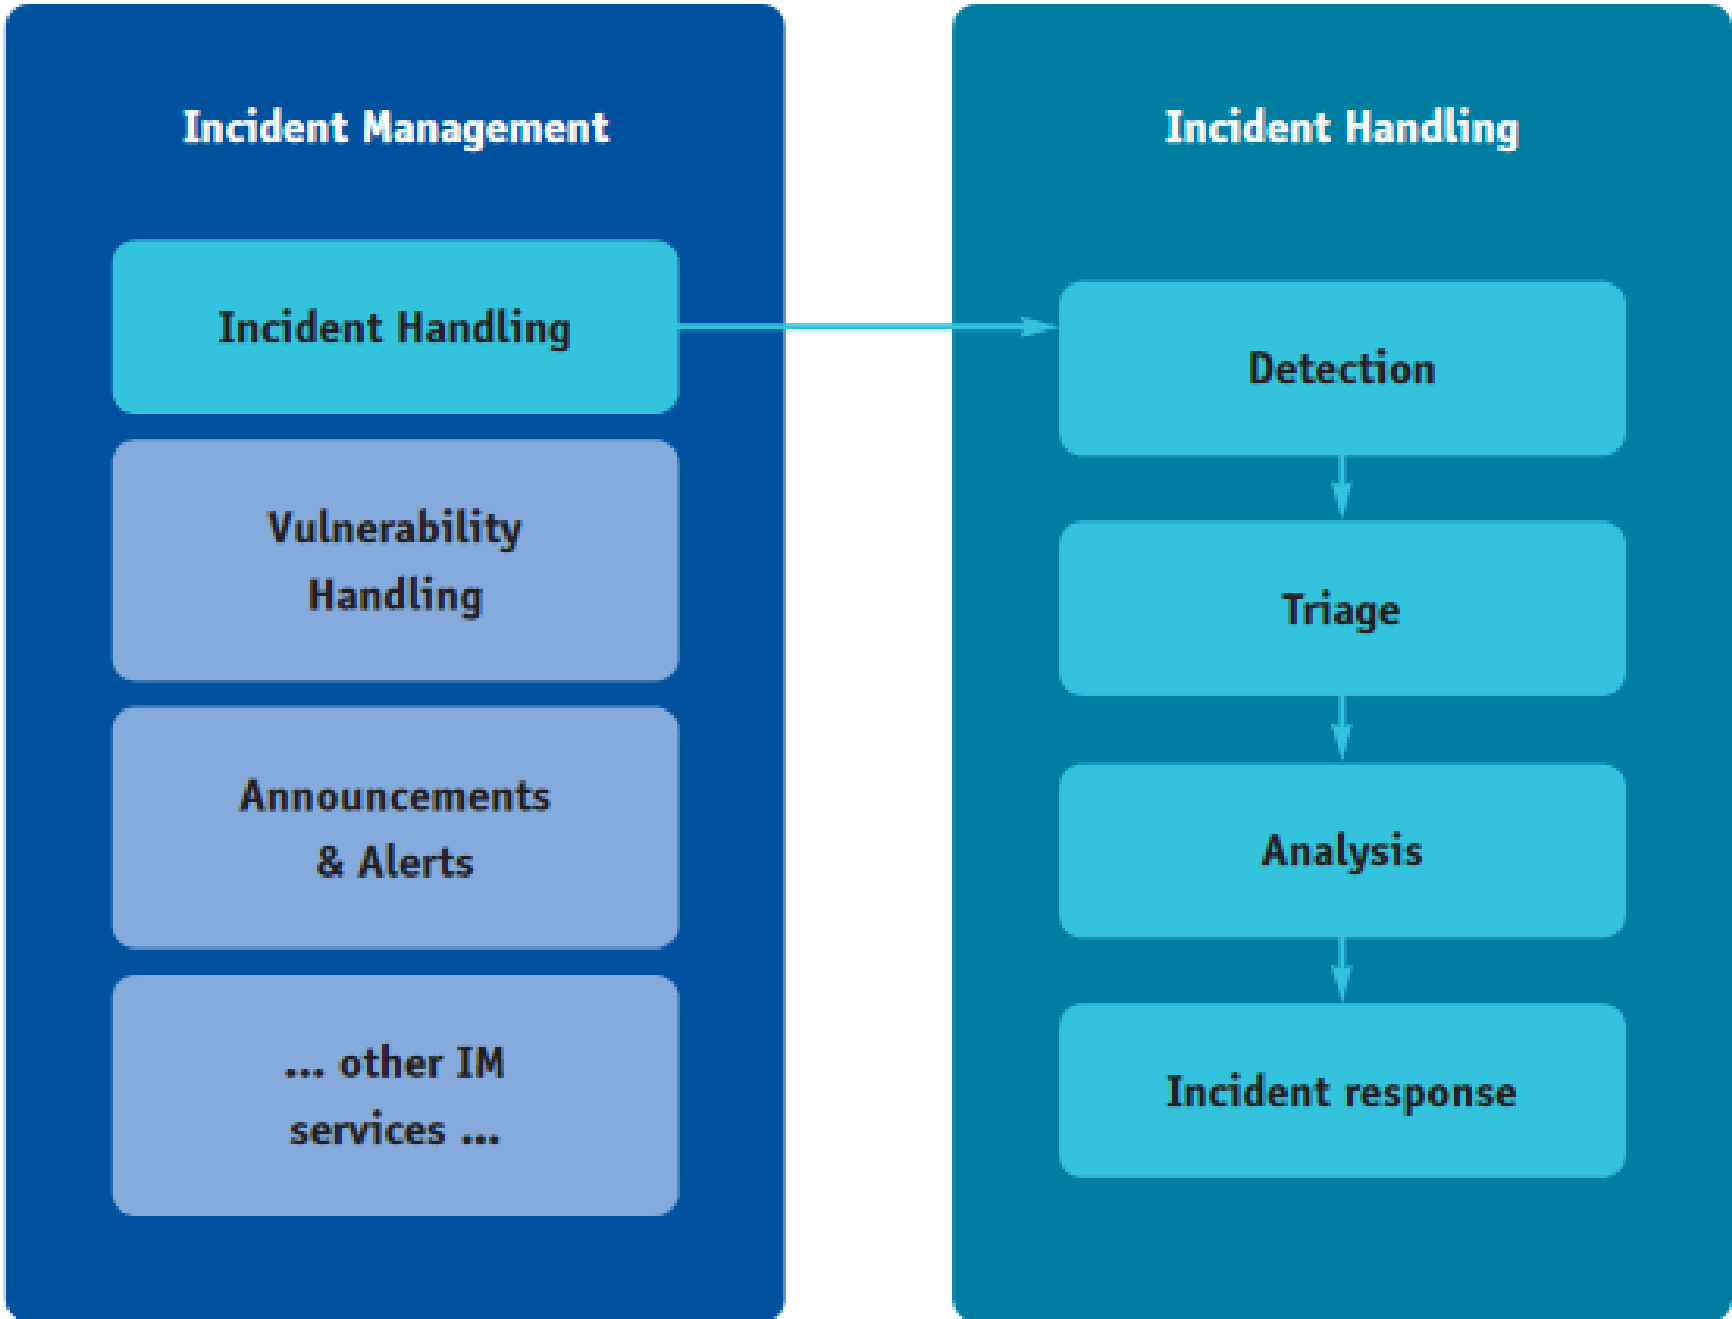 Incident Management
Incident Handling
Vulnerability
Handling
Announcements
& Alerts
... other IM
services ...
Incident Handling
Detection
Triage
Analysis
Incident response